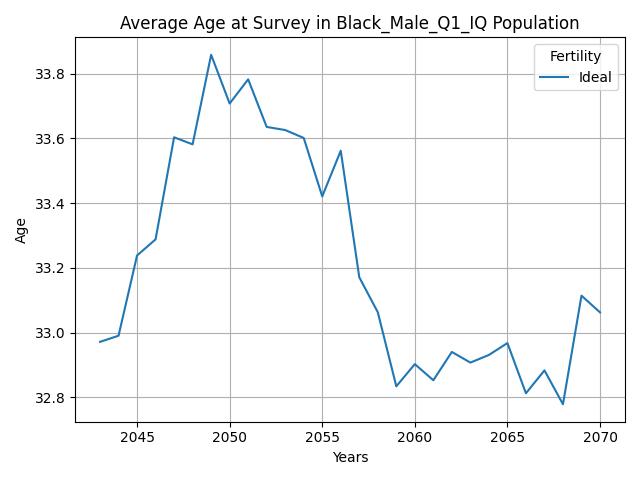 Average Age at Survey in Black_Male_Q1_IQ Population
Fertility
Ideal
33.8
33.6
33.4
33.2
33.0
32.8
Age
2045 2050 2055 2060 2065 2070
Years